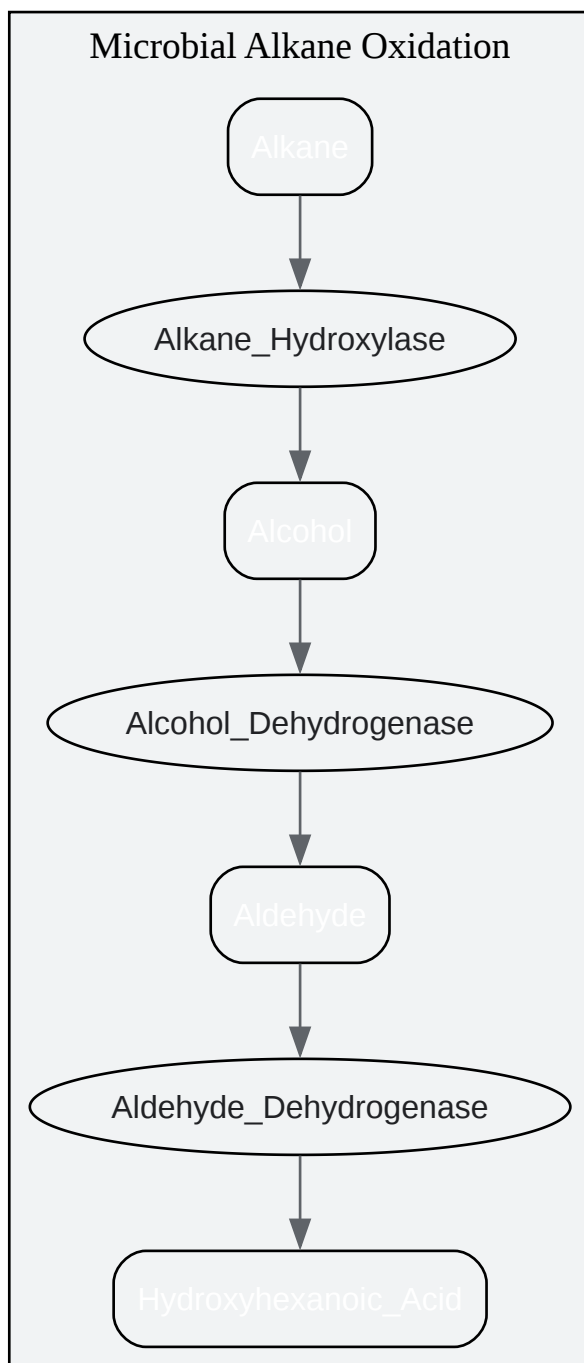 Microbial Alkane Oxidation
Alkane
Alkane_Hydroxylase
Alcohol
Alcohol_Dehydrogenase
Aldehyde
Aldehyde_Dehydrogenase
Hydroxyhexanoic_Acid